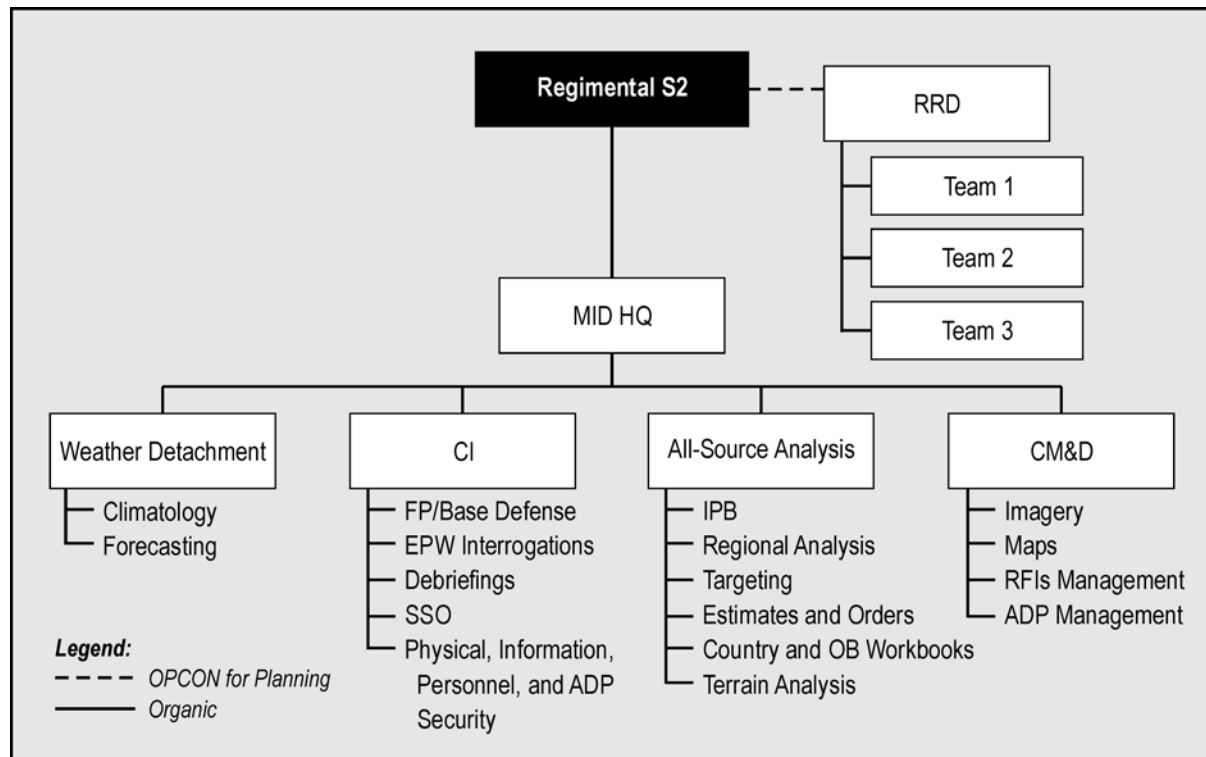 Regimental S2
RRD
Team 1
Team 2
Team 3
MID HQ
Weather Detachment
Climatology
Forecasting
CI
FP/Base Defense
EPW Interrogations
Debriefings
SSO
Physical, Information,
Personnel, and ADP
Security
All-Source Analysis
IPB
Regional Analysis
Targeting
Estimates and Orders
Country and OB Workbooks
Terrain Analysis
CM&D
Imagery
Maps
RFIs Management
ADP Management
Legend:
OPCON for Planning
Organic